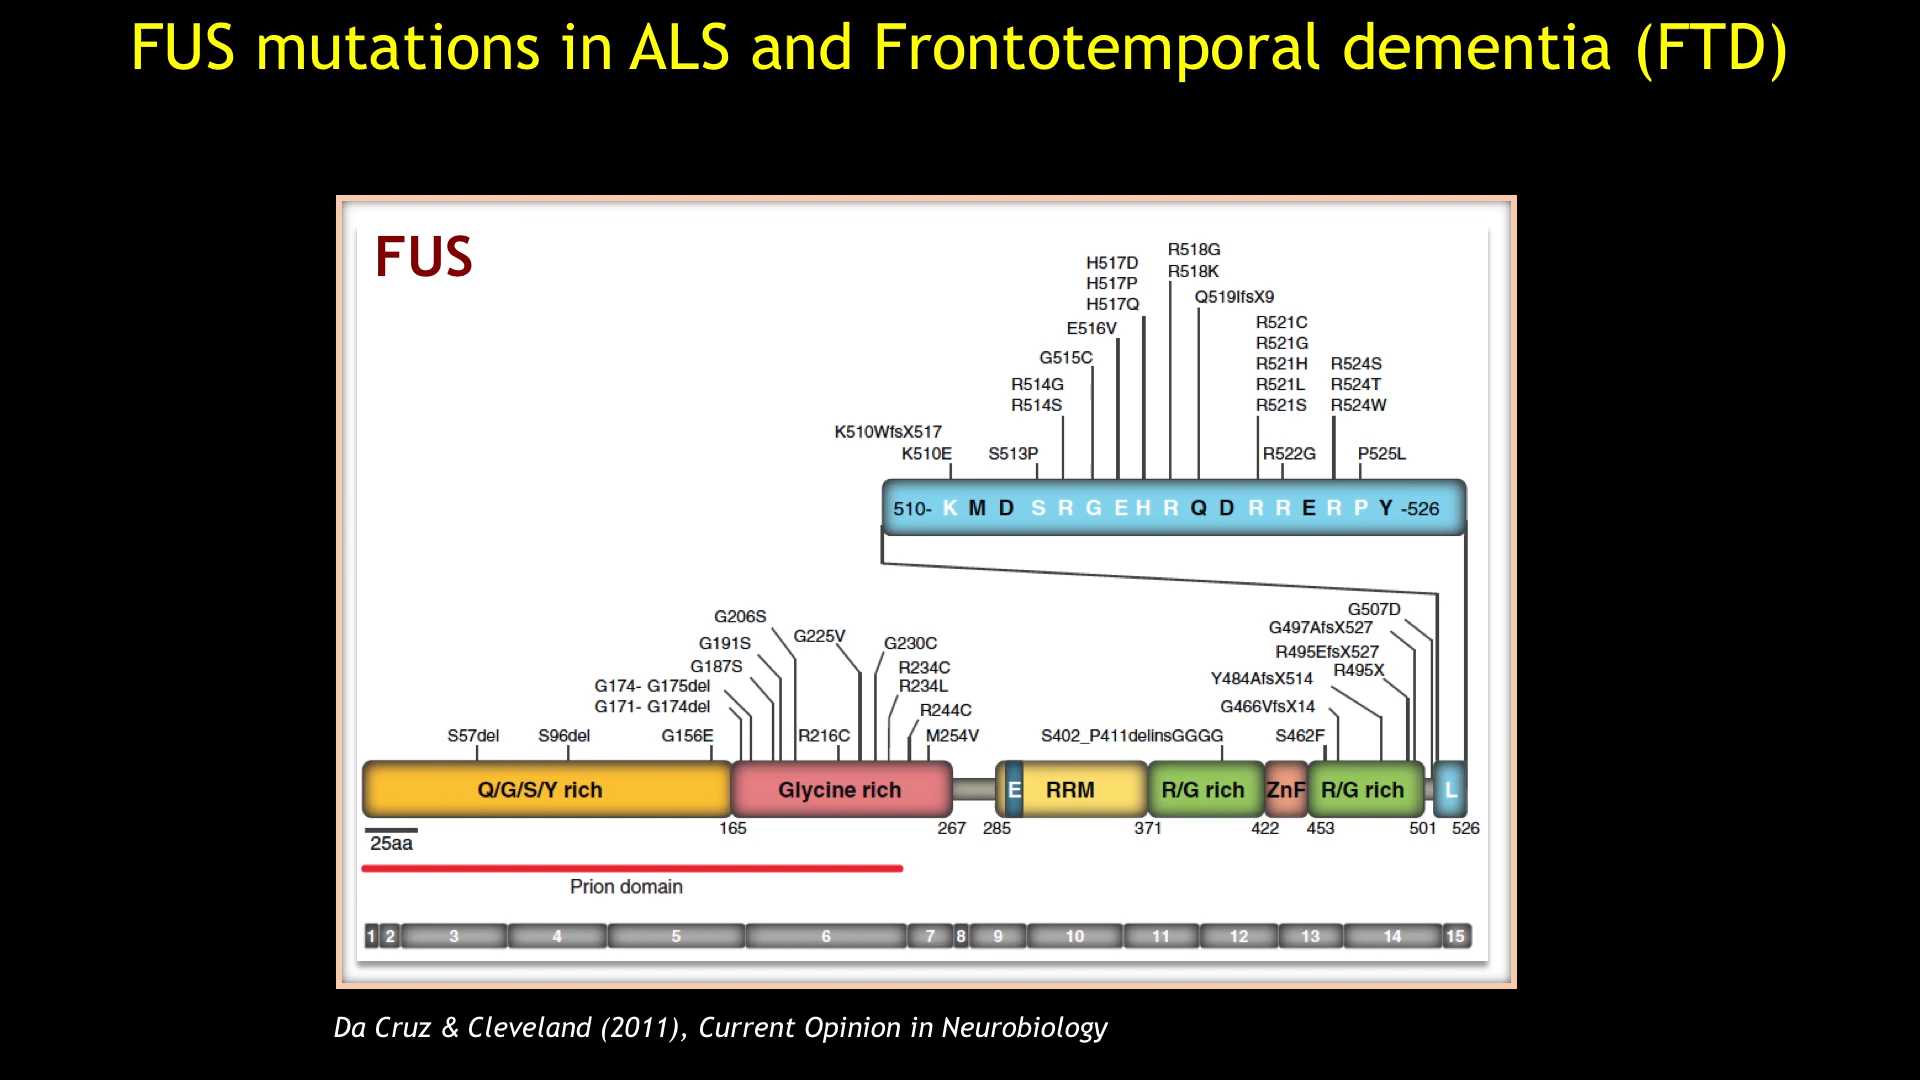 FUS mutations in ALS and Frontotemporal dementia (FTD)
FUS
R518G
R518K
H517D
H517P
H517Q
Q519IfsX9
E516V
R521C
R521G
R521H
R521L
R521S
R524S
R524T
R524W
G515C
R514G
R514S
K510WfsX517
K510E
S513P
R522G
P525L
510- K M D S R G E H R Q D R R E R P Y -526
G206S
G191S
G187S
G174- G175del
G171- G174del
G225V
G230C
R234C
R234L
R244C
G507D
G497AfsX527
R495EfsX527
R495X
Y484AfsX514
G466VfsX14
S57del
S96del
G156E
R216C
M254V
S402_P411delinsGGGG
S462F
Q/G/S/Y rich
Glycine rich
E
RRM
R/G rich
ZnF
R/G rich
L
165
267
285
371
422
453
501
526
25aa
Prion domain
1 2 3 4 5 6 7 8 9 10 11 12 13 14 15
Da Cruz & Cleveland (2011), Current Opinion in Neurobiology